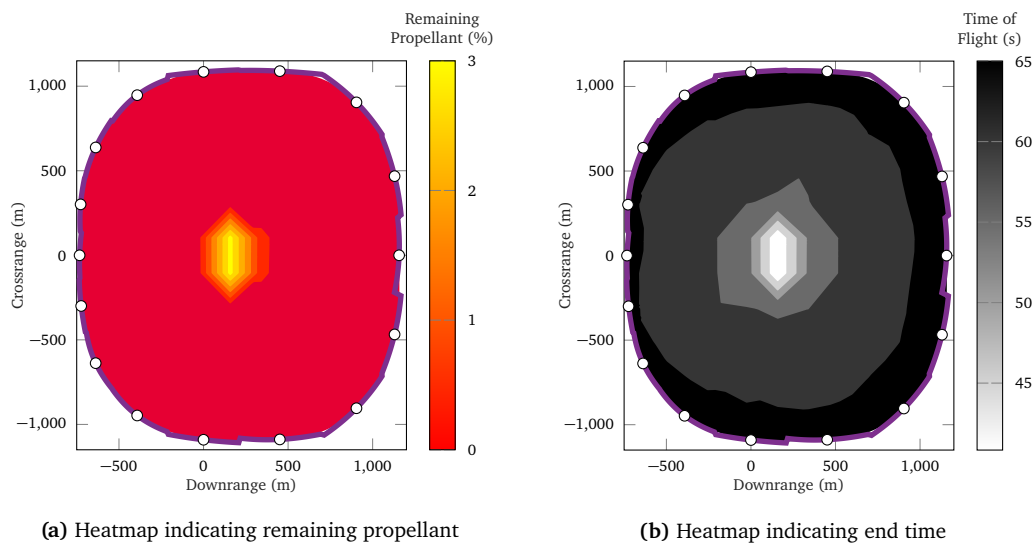 Remaining
Propellant (%)
3
2
1
0
1,000
500
0
−500
−1,000
Crossrange (m)
−500
0
500
1,000
Downrange (m)
(a) Heatmap indicating remaining propellant
Time of
Flight (s)
65
60
55
50
45
1,000
500
0
−500
−1,000
Crossrange (m)
−500
0
500
1,000
Downrange (m)
(b) Heatmap indicating end time